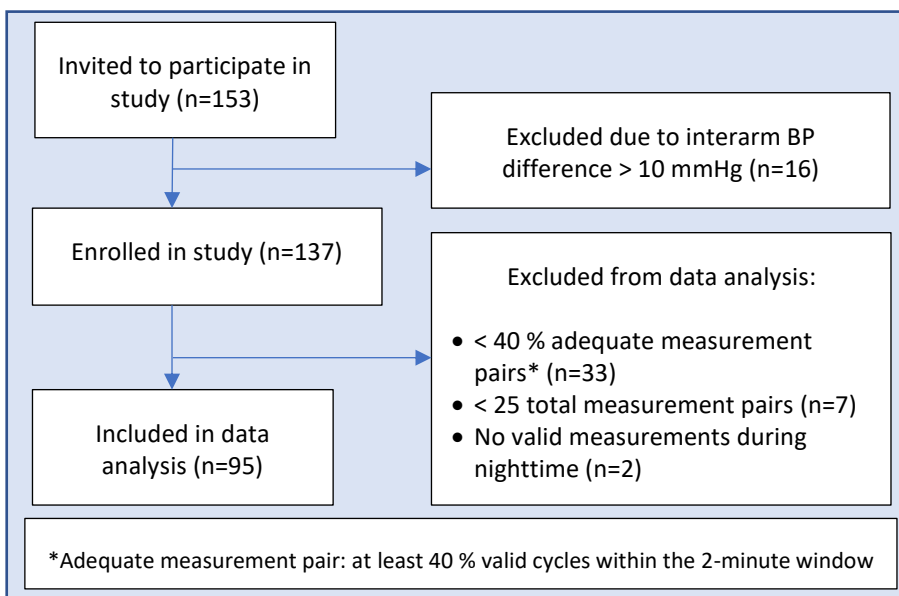 Invited to participate in
study (n=153)
Excluded due to interarm BP
difference > 10 mmHg (n=16)
Enrolled in study (n=137)
Excluded from data analysis:
• < 40 % adequate measurement
pairs* (n=33)
• < 25 total measurement pairs (n=7)
• No valid measurements during
nighttime (n=2)
Included in data
analysis (n=95)
*Adequate measurement pair: at least 40 % valid cycles within the 2-minute window